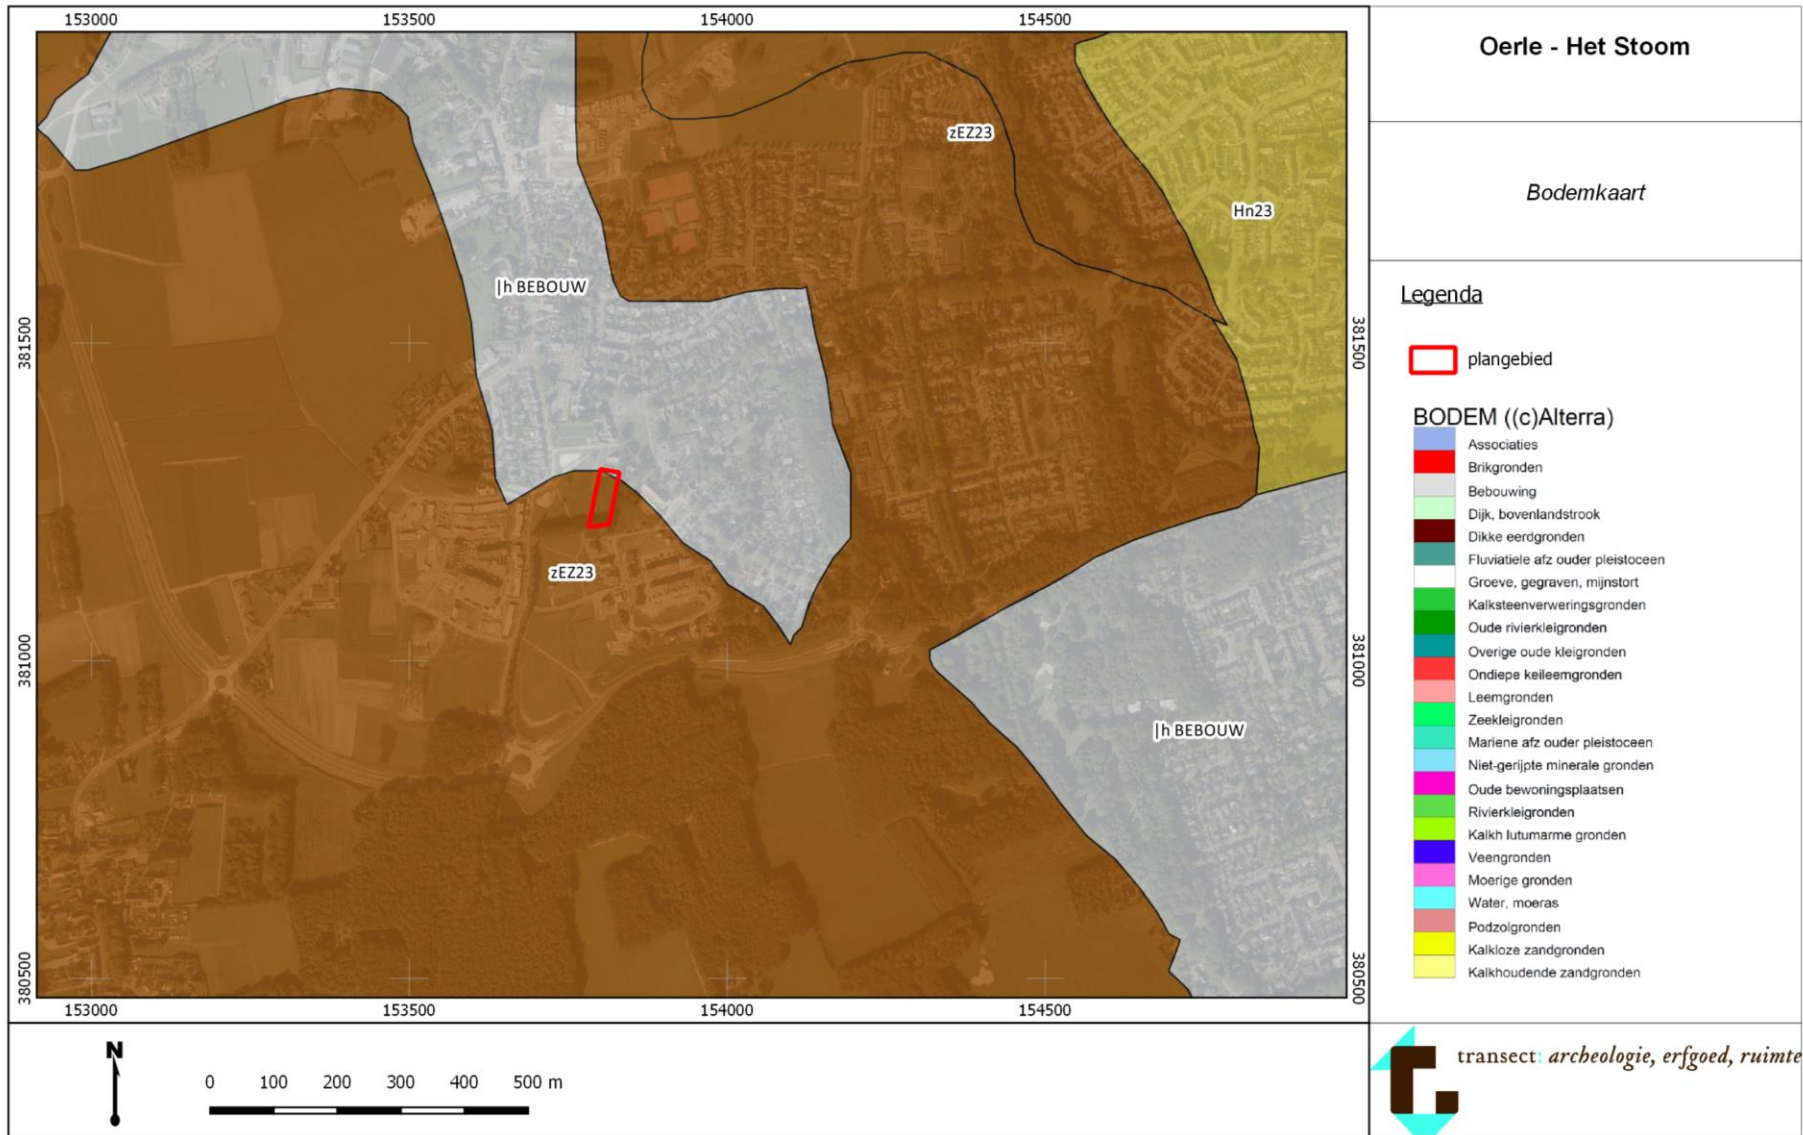 153000 153500 154000 154500
Oerle - Het Stoom
Bodemkaart
zEZ23
Hn23
|h BEBOUW
381500
381500
zEZ23
381000
381000
|h BEBOUW
380500
380500
153000 153500 154000 154500
Legenda
plangebied
BODEM ((c)Alterra)
Associaties
Brikgronden
Bebouwing
Dijk, bovenlandstrook
Dikke eerdgronden
Fluviatiele afz ouder pleistoceen
Groeve, gegraven, mijnstort
Kalksteenverweringsgronden
Oude rivierkleigronden
Overige oude kleigronden
Ondiepe keileemgronden
Leemgronden
Zeekleigronden
Mariene afz ouder pleistoceen
Niet-gerijpte minerale gronden
Oude bewoningsplaatsen
Rivierkleigronden
Kalkh lutumarme gronden
Veengronden
Moerige gronden
Water, moeras
Podzolgronden
Kalkloze zandgronden
Kalkhoudende zandgronden
N
0 100 200 300 400 500 m
transect: archeologie, erfgoed, ruimte